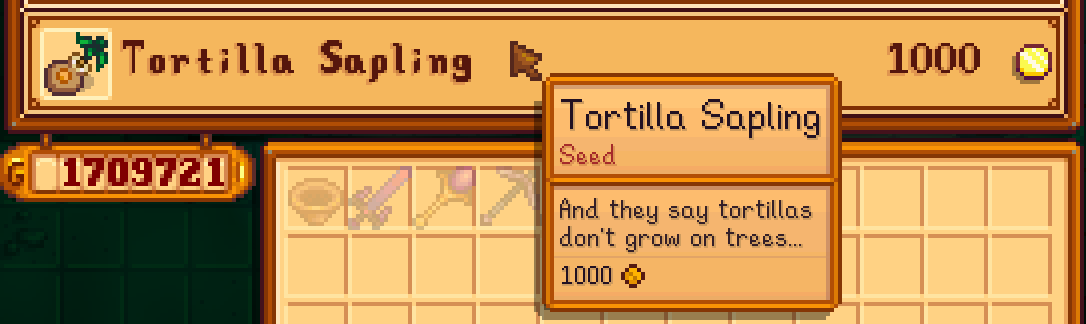 Tortilla Sapling 1000
Tortilla Sapling
Seed
1709721
And they say tortillas
don't grow on trees...
1000